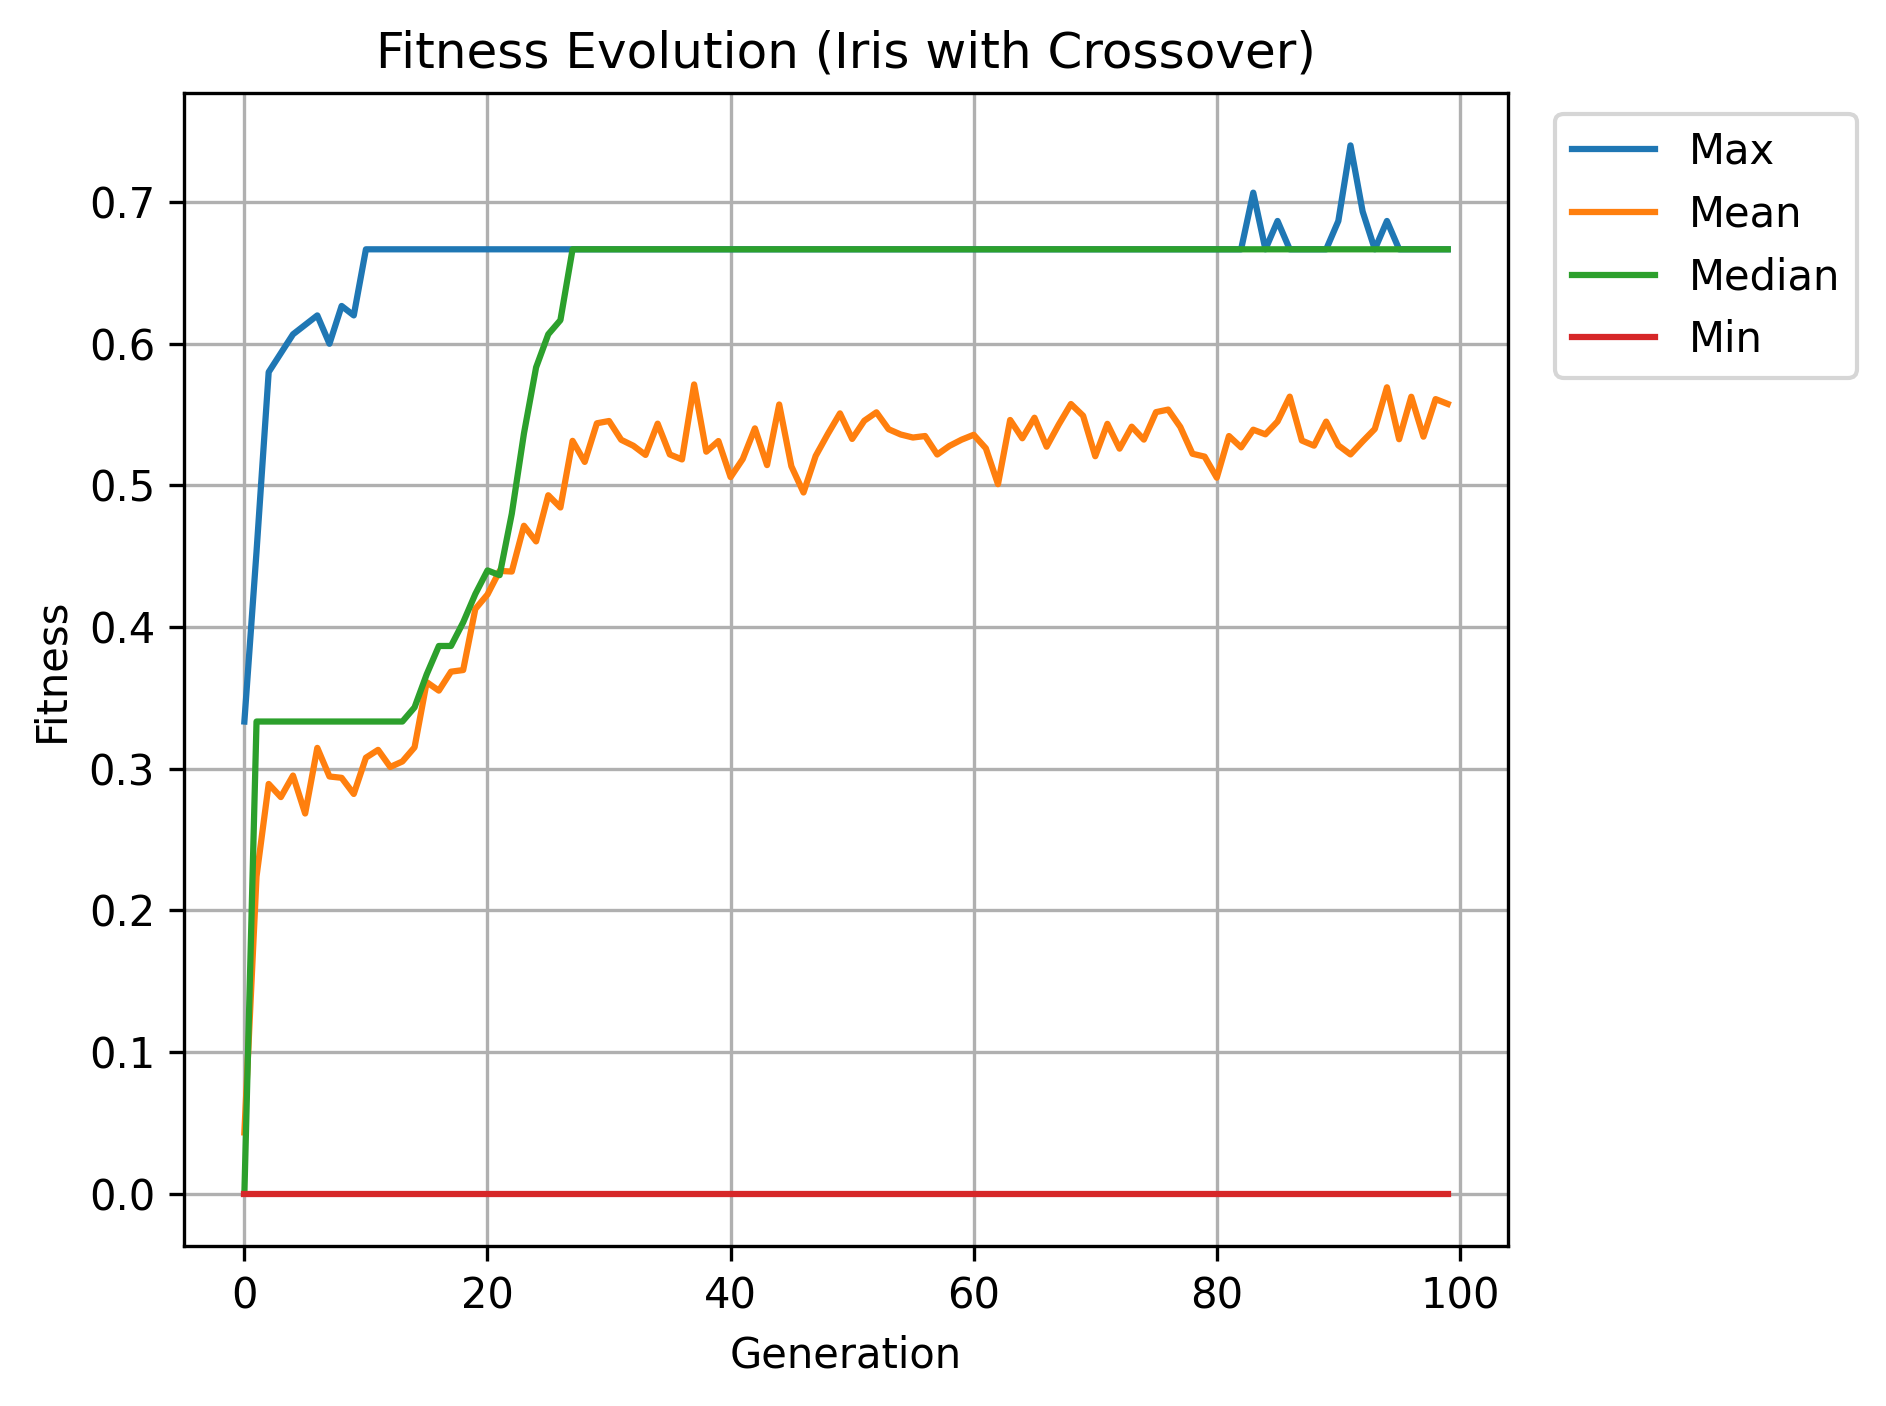 Fitness Evolution (Iris with Crossover)
Max
Mean
Median
Min
0.7
0.6
0.5
0.4
0.3
0.2
0.1
0.0
Fitness
0 20 40 60 80 100
Generation